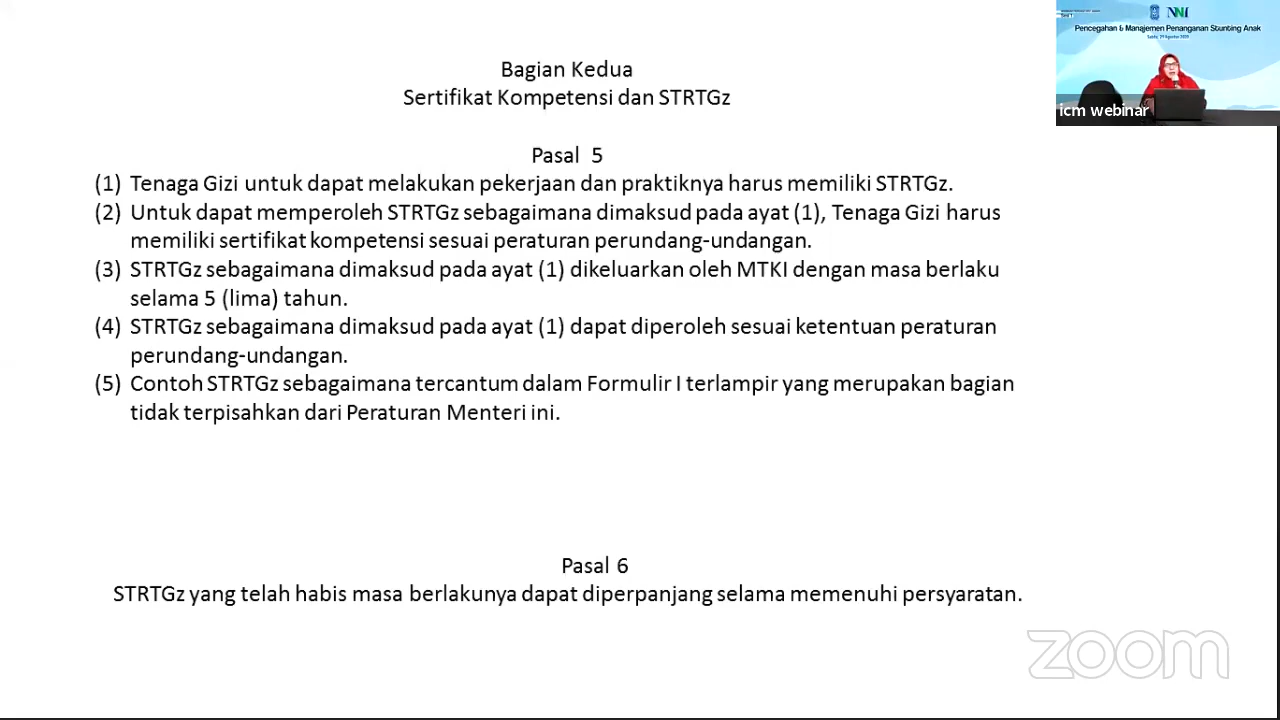 Pencegahan & Manajemen Penanganan Stunting Anak
icm webinar
Bagian Kedua
Sertifikat Kompetensi dan STRTGz
Pasal 5
(1) Tenaga Gizi untuk dapat melakukan pekerjaan dan praktiknya harus memiliki STRTGz.
(2) Untuk dapat memperoleh STRTGz sebagaimana dimaksud pada ayat (1), Tenaga Gizi harus
memiliki sertifikat kompetensi sesuai peraturan perundang-undangan.
(3) STRTGz sebagaimana dimaksud pada ayat (1) dikeluarkan oleh MTKI dengan masa berlaku
selama 5 (lima) tahun.
(4) STRTGz sebagaimana dimaksud pada ayat (1) dapat diperoleh sesuai ketentuan peraturan
perundang-undangan.
(5) Contoh STRTGz sebagaimana tercantum dalam Formulir I terlampir yang merupakan bagian
tidak terpisahkan dari Peraturan Menteri ini.
Pasal 6
STRTGz yang telah habis masa berlakunya dapat diperpanjang selama memenuhi persyaratan.
zoom